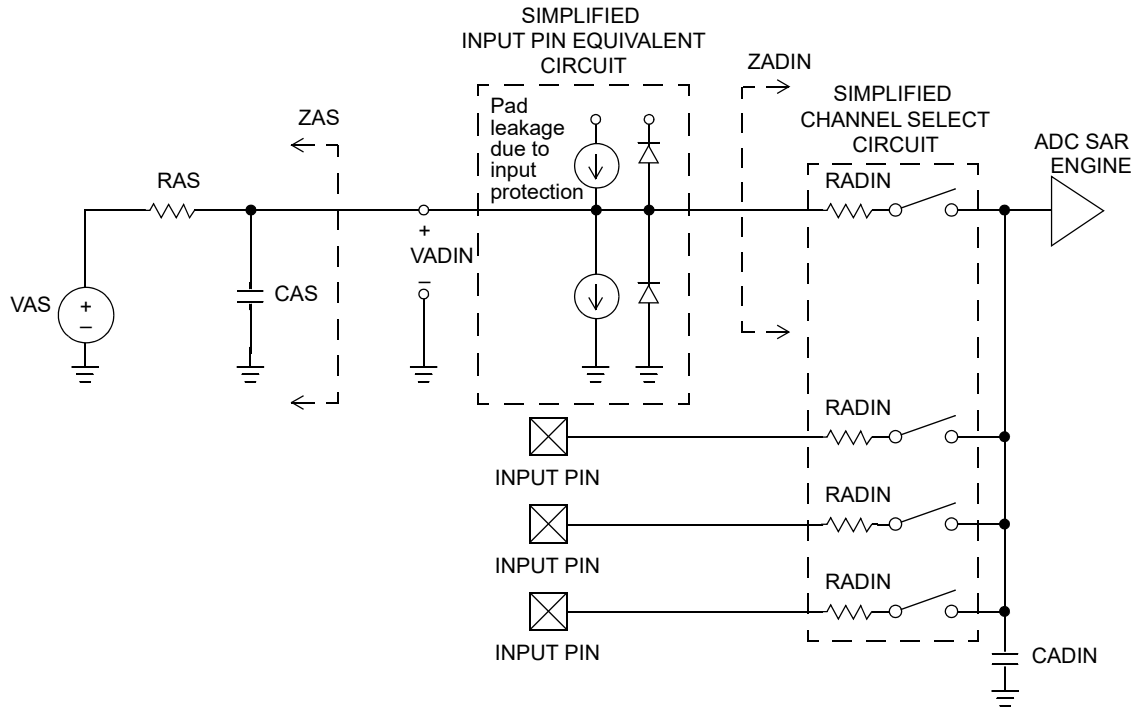 SIMPLIFIED
INPUT PIN EQUIVALENT
CIRCUIT
ZADIN
SIMPLIFIED
CHANNEL SELECT
CIRCUIT
ADC SAR
ENGINE
Pad
leakage
due to
input
protection
ZAS
RAS
RADIN
+
VADIN
−
CAS
VAS
+
−
RADIN
INPUT PIN
RADIN
INPUT PIN
RADIN
INPUT PIN
CADIN